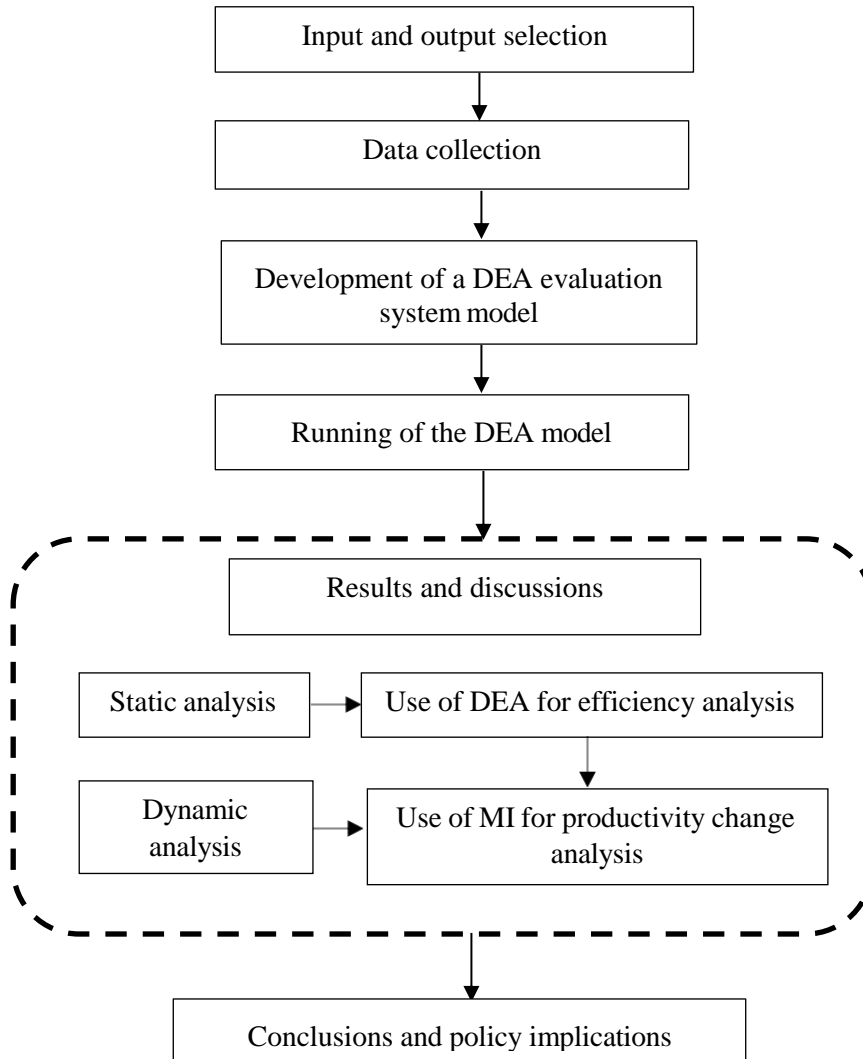 Input and output selection
Data collection
Development of a DEA evaluation
system model
Running of the DEA model
Results and discussions
Static analysis
Use of DEA for efficiency analysis
Dynamic
analysis
Use of MI for productivity change
analysis
Conclusions and policy implications